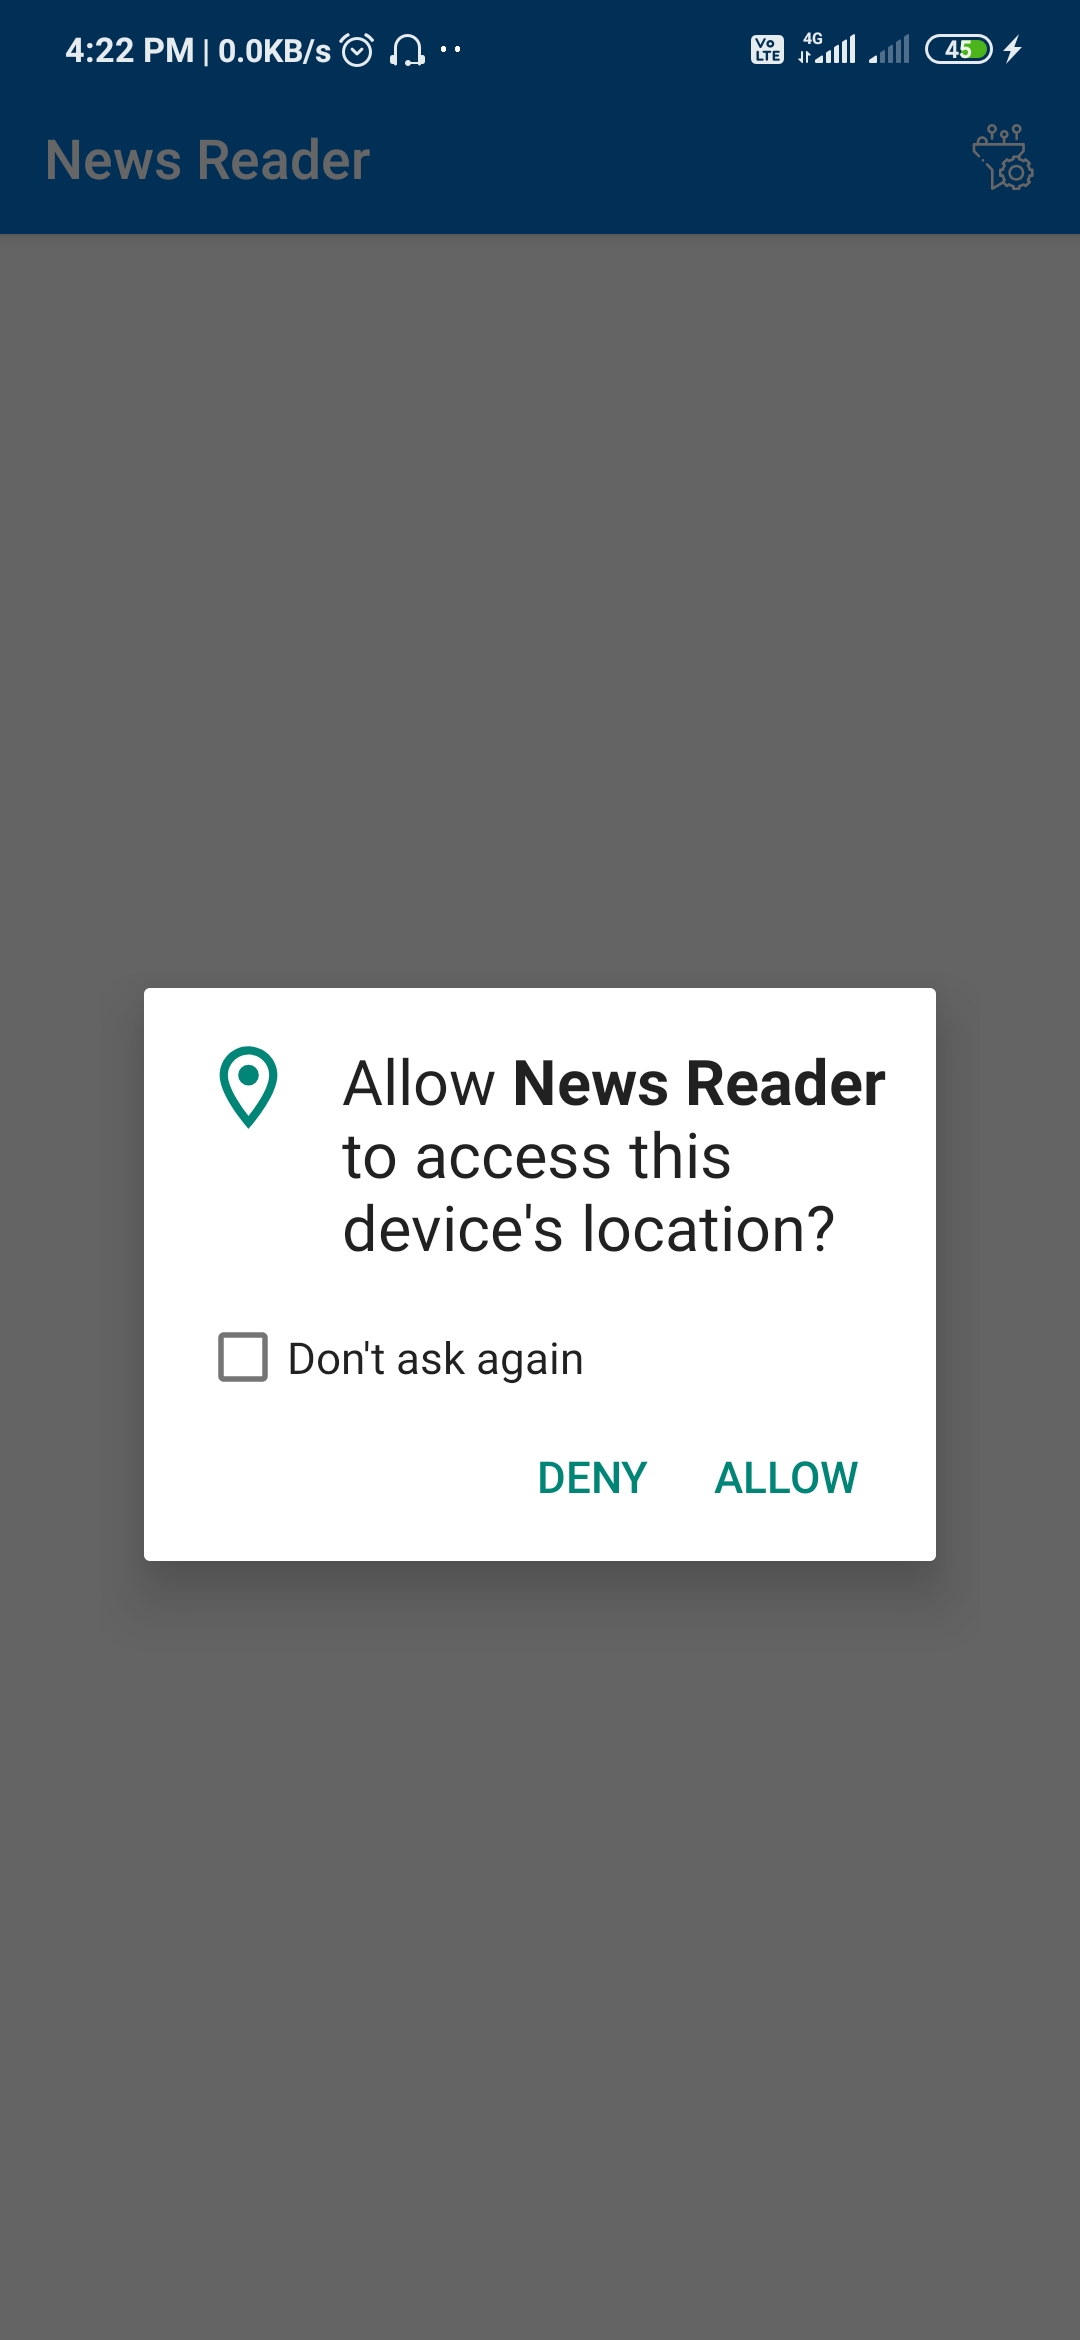 4:22 PM | 0.0KB/s
Vo LTE 4G 45
News Reader
Allow News Reader
to access this
device's location?
Don't ask again
DENY ALLOW